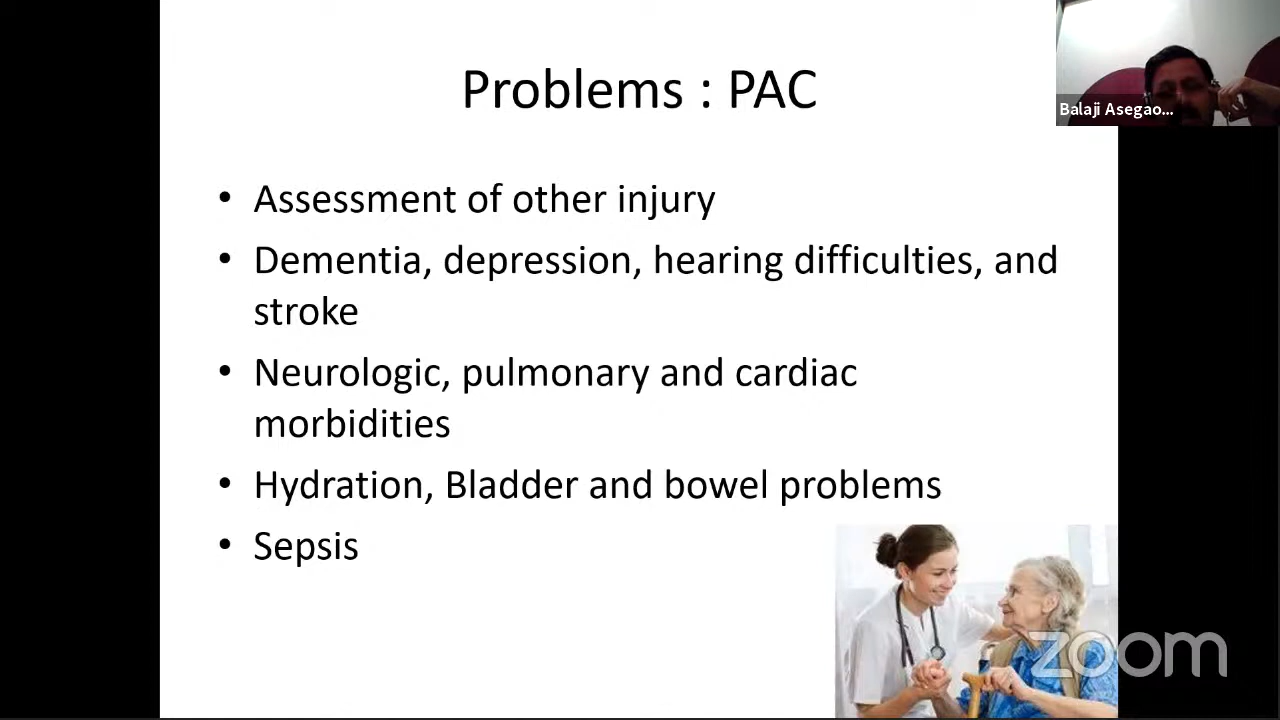 Problems : PAC
Balaji Asegao...
• Assessment of other injury
• Dementia, depression, hearing difficulties, and
stroke
• Neurologic, pulmonary and cardiac
morbidities
• Hydration, Bladder and bowel problems
• Sepsis
zoom